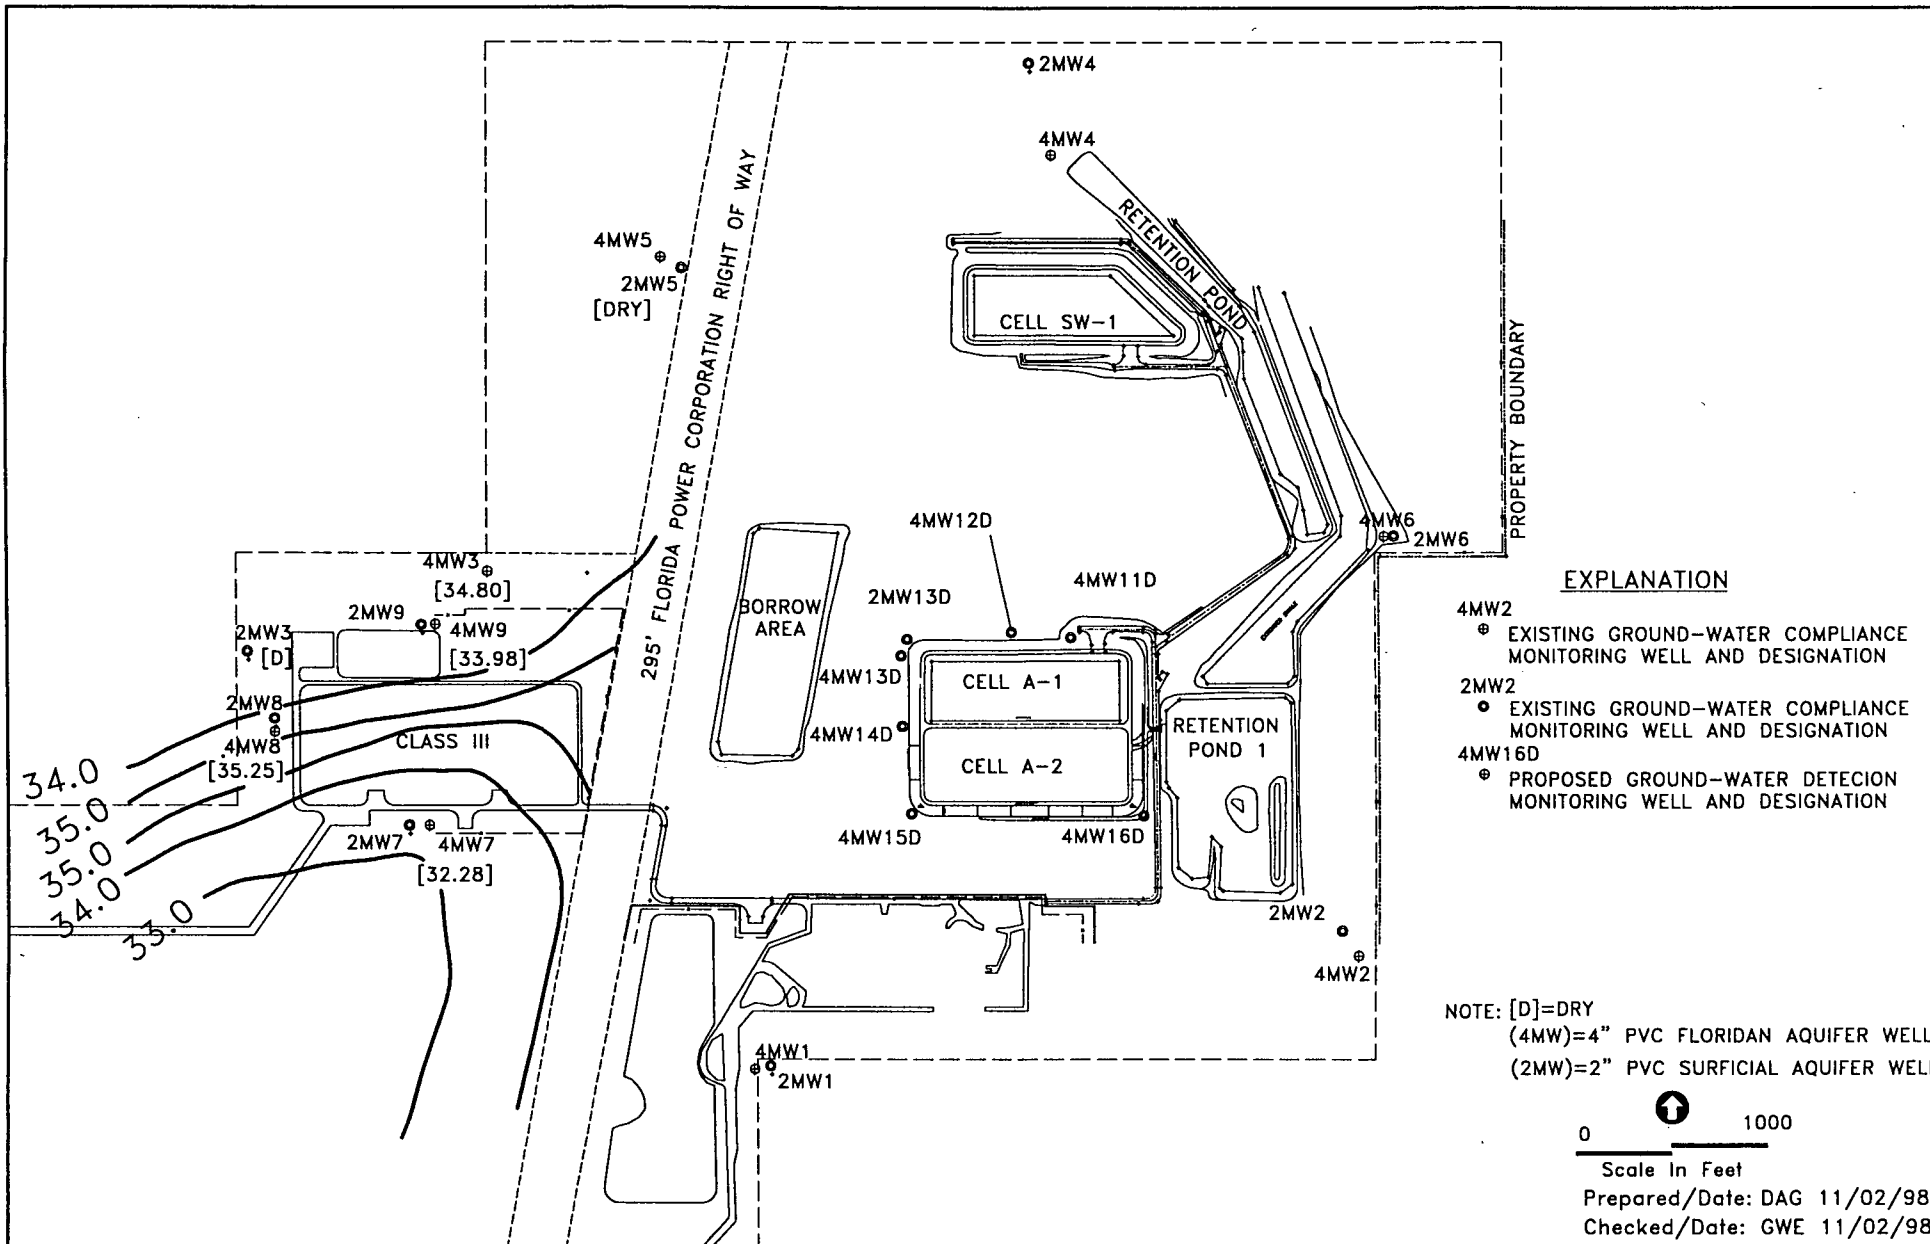 2MW4
4MW4
RETENTION POND
4MW5
2MW5
[DRY]
295' FLORIDA POWER CORPORATION RIGHT OF WAY
CELL SW-1
PROPERTY BOUNDARY
4MW12D
4MW6
2MW6
4MW3
[34.80]
2MW9
4MW9
[33.98]
2MW3
[D]
BORROW
AREA
2MW13D
4MW11D
4MW13D
CELL A-1
4MW14D
CELL A-2
RETENTION
POND 1
2MW8
4MW8
[35.25]
CLASS III
34.0
35.0
35.0
34.0
33.0
2MW7
4MW7
[32.28]
4MW15D
4MW16D
2MW2
4MW2
4MW1
2MW1
EXPLANATION
4MW2
EXISTING GROUND-WATER COMPLIANCE
MONITORING WELL AND DESIGNATION
2MW2
EXISTING GROUND-WATER COMPLIANCE
MONITORING WELL AND DESIGNATION
4MW16D
PROPOSED GROUND-WATER DETECION
MONITORING WELL AND DESIGNATION
NOTE: [D]=DRY
(4MW)=4" PVC FLORIDAN AQUIFER WELL
(2MW)=2" PVC SURFICIAL AQUIFER WELL
0 1000
Scale In Feet
Prepared/Date: DAG 11/02/98
Checked/Date: GWE 11/02/98